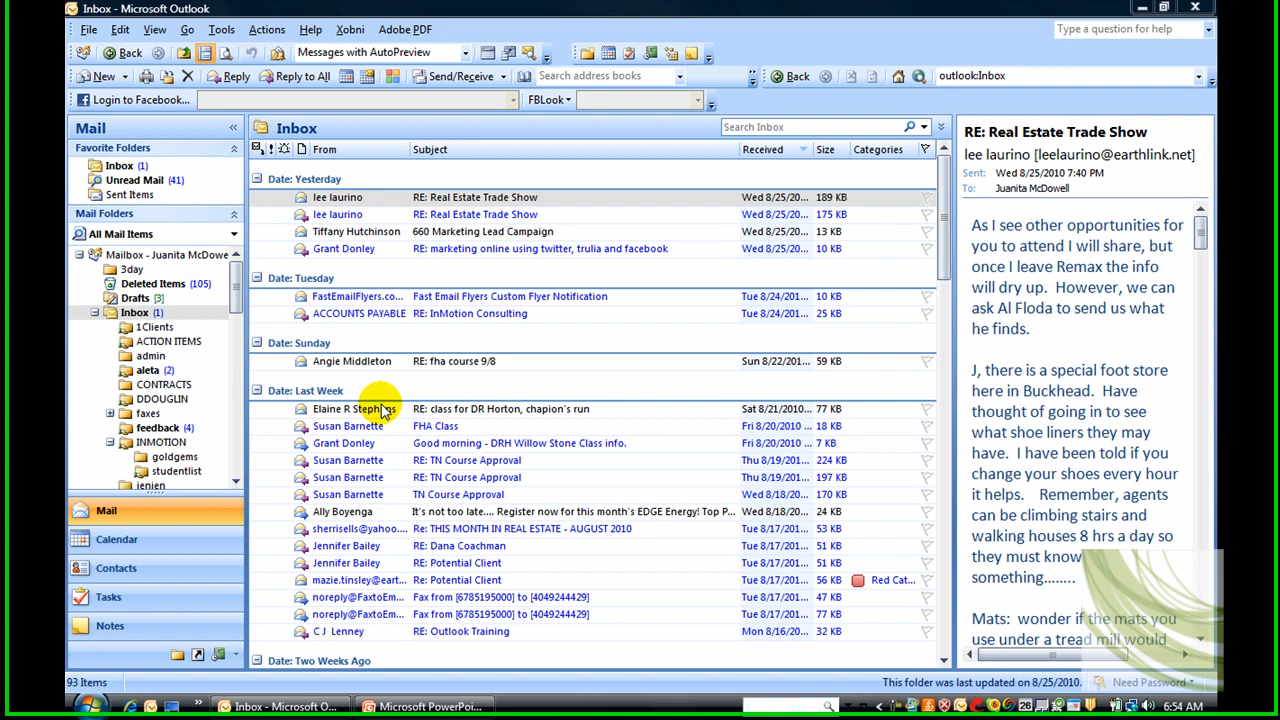 Inbox - Microsoft Outlook
File Edit View Go Tools Actions Help Xobni Adobe PDF
Type a question for help
Back Messages with AutoPreview
New Reply Reply to All Send/Receive Search address books Back outlook:Inbox
Login to Facebook... FBLook
Mail
Favorite Folders
Inbox (1)
Unread Mail (41)
Sent Items
Mail Folders
All Mail Items
Mailbox - Juanita McDowe
3day
Deleted Items (105)
Drafts [3]
Inbox (1)
1Clients
ACTION ITEMS
admin
aleta (2)
CONTRACTS
DDOUGLIN
faxes
feedback (4)
INMOTION
goldgems
studentlist
jenjen
Mail
Calendar
Contacts
Tasks
Notes
Inbox
Search Inbox
From Subject Received Size Categories
Date: Yesterday
lee laurino RE: Real Estate Trade Show Wed 8/25/20... 189 KB
lee laurino RE: Real Estate Trade Show Wed 8/25/20... 175 KB
Tiffany Hutchinson 660 Marketing Lead Campaign Wed 8/25/20... 13 KB
Grant Donley RE: marketing online using twitter, trulia and facebook Wed 8/25/20... 10 KB
Date: Tuesday
FastEmailFlyers.co... Fast Email Flyers Custom Flyer Notification Tue 8/24/201... 10 KB
ACCOUNTS PAYABLE RE: InMotion Consulting Tue 8/24/201... 25 KB
Date: Sunday
Angie Middleton RE: fha course 9/8 Sun 8/22/201... 59 KB
Date: Last Week
Elaine R Stephens RE: class for DR Horton, chapion's run Sat 8/21/2010... 77 KB
Susan Barnette FHA Class Fri 8/20/2010 ... 18 KB
Grant Donley Good morning - DRH Willow Stone Class info. Fri 8/20/2010 ... 7 KB
Susan Barnette RE: TN Course Approval Thu 8/19/201... 224 KB
Susan Barnette RE: TN Course Approval Thu 8/19/201... 197 KB
Susan Barnette TN Course Approval Wed 8/18/20... 170 KB
Ally Boyenga It's not too late.... Register now for this month's EDGE Energy! Top P... Wed 8/18/20... 24 KB
sherrisells@yahoo.... Re: THIS MONTH IN REAL ESTATE - AUGUST 2010 Tue 8/17/201... 53 KB
Jennifer Bailey RE: Dana Coachman Tue 8/17/201... 51 KB
Jennifer Bailey RE: Potential Client Tue 8/17/201... 51 KB
mazie.tinsley@eart... Re: Potential Client Tue 8/17/201... 56 KB Red Cat...
noreply@FaxtoEm... Fax from [6785195000] to [4049244429] Tue 8/17/201... 47 KB
noreply@FaxtoEm... Fax from [6785195000] to [4049244429] Tue 8/17/201... 77 KB
C J Lenney RE: Outlook Training Mon 8/16/20... 32 KB
Date: Two Weeks Ago
RE: Real Estate Trade Show
lee laurino [leelaurino@earthlink.net]
Sent: Wed 8/25/2010 7:40 PM
To: Juanita McDowell
As I see other opportunities for
you to attend I will share, but
once I leave Remax the info
will dry up. However, we can
ask Al Floda to send us what
he finds.
J, there is a special foot store
here in Buckhead. Have
thought of going in to see
what shoe liners they may
have. I have been told if you
change your shoes every hour
it helps. Remember, agents
can be climbing stairs and
walking houses 8 hrs a day so
they must know
something........
Mats: wonder if the mats you
use under a tread mill would
93 Items This folder was last updated on 8/25/2010. Need Password
Inbox - Microsoft O... Microsoft PowerPoi... 26 6:54 AM